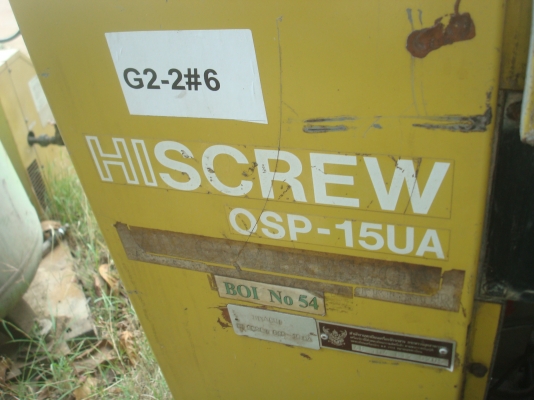 G2-2#6
HISCREW
OSP-15UA
BOI No 54